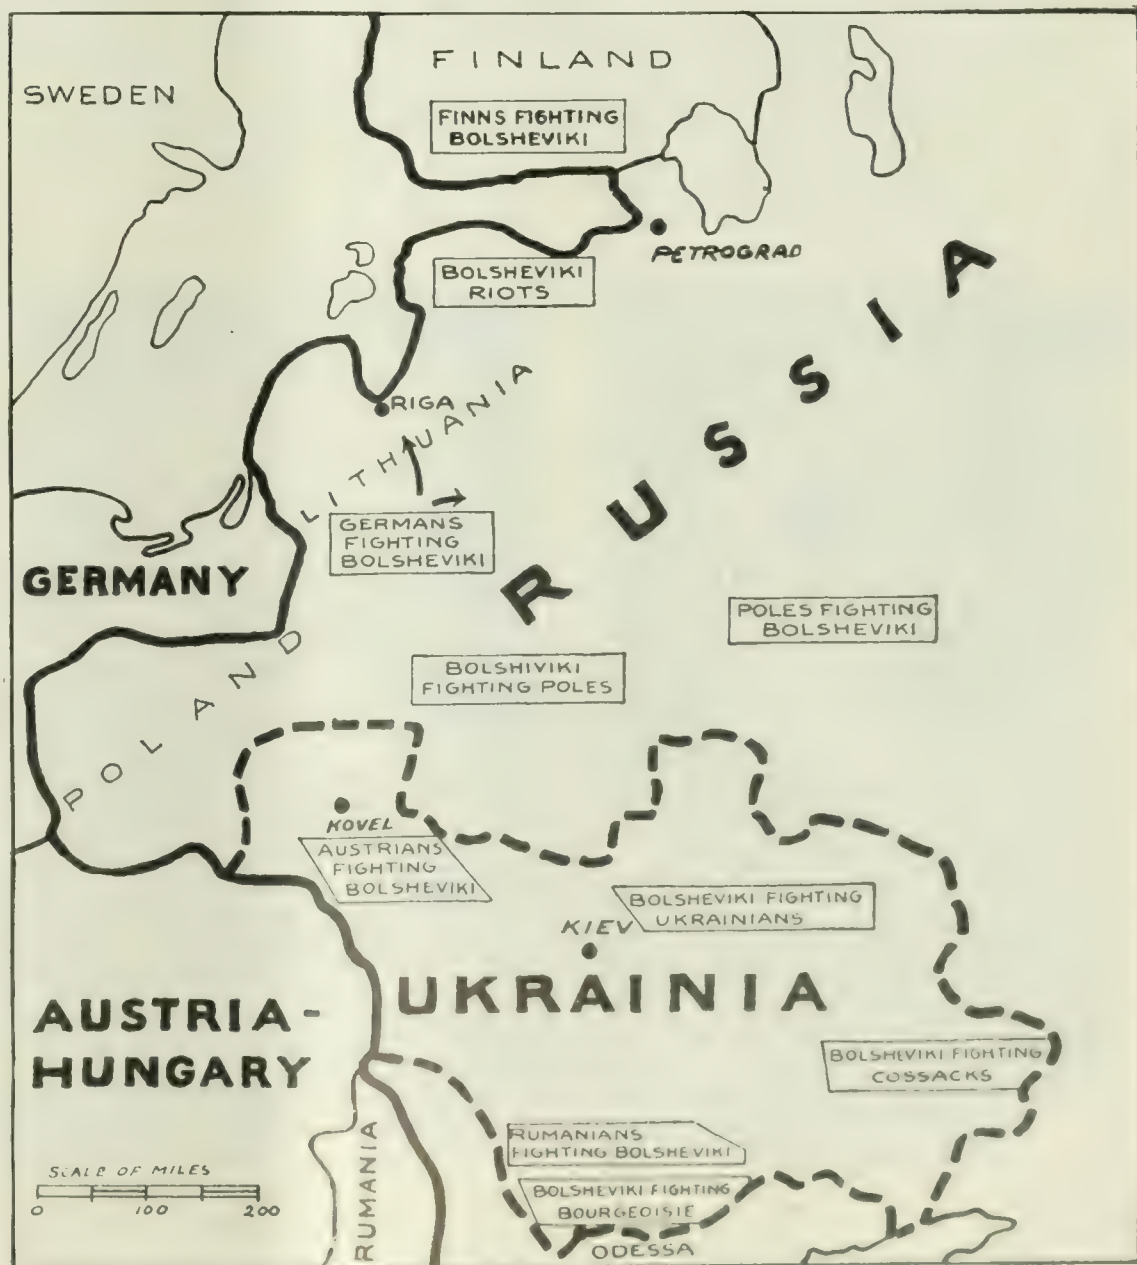 FINLAND
SWEDEN
FINNS FIGHTING
BOLSHEVIKI
PETROGRAD
BOLSHEVIKI
RIOTS
RUSSIA
RIGA
LITHUANIA
GERMANS
FIGHTING
BOLSHEVIKI
GERMANY
POLES FIGHTING
BOLSHEVIKI
BOLSHIVIKI
FIGHTING POLES
POLAND
KOVEL
AUSTRIANS
FIGHTING
BOLSHEVIKI
BOLSHEVIKI FIGHTING
UKRAINIANS
KIEV
UKRAINIA
AUSTRIA-
HUNGARY
BOLSHEVIKI FIGHTING
COSSACKS
RUMANIANS
FIGHTING BOLSHEVIKI
BOLSHEVIKI FIGHTING
BOURGEOISIE
ODESSA
RUMANIA
SCALE OF MILES
0 100 200